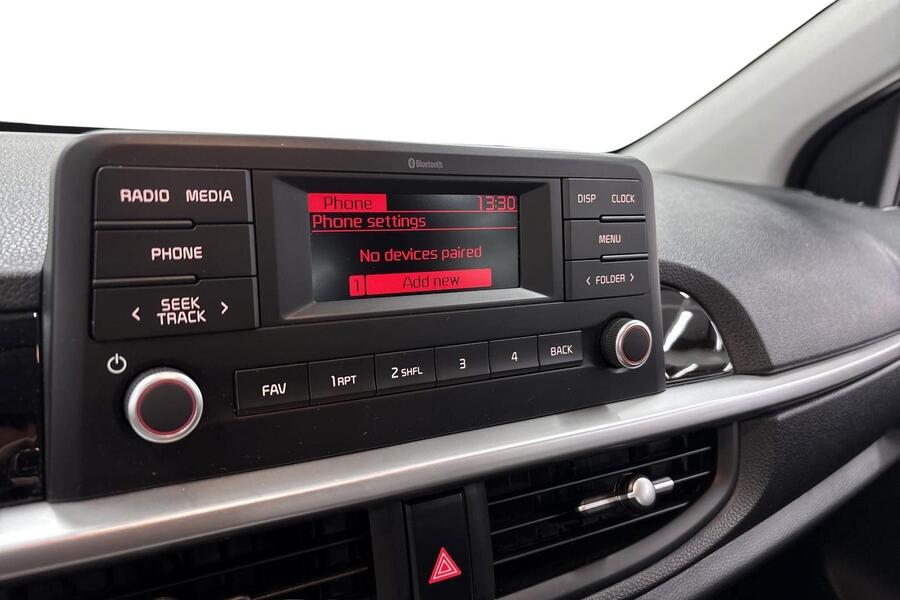 Bluetooth
RADIO MEDIA
PHONE
< SEEK TRACK >
Phone 13:30
Phone settings
No devices paired
1 Add new
DISP CLOCK
MENU
< FOLDER >
FAV 1 RPT 2 SHFL 3 4 BACK